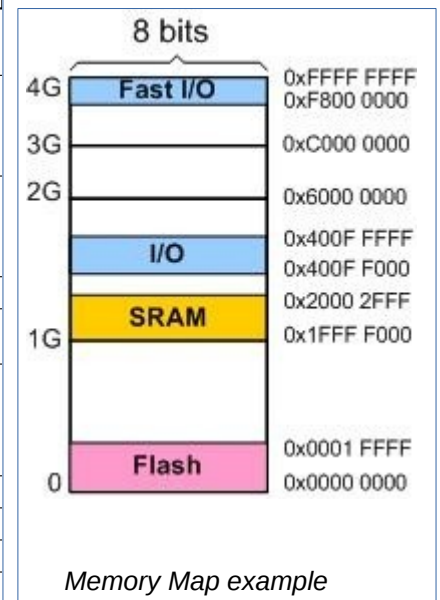 8 bits
4G Fast I/O 0xFFFF FFFF
0xF800 0000
3G 0xC000 0000
2G 0x6000 0000
0x400F FFFF
I/O
0x400F F000
0x2000 2FFF
SRAM
1G 0x1FFF F000
0x0001 FFFF
Flash
0 0x0000 0000
Memory Map example